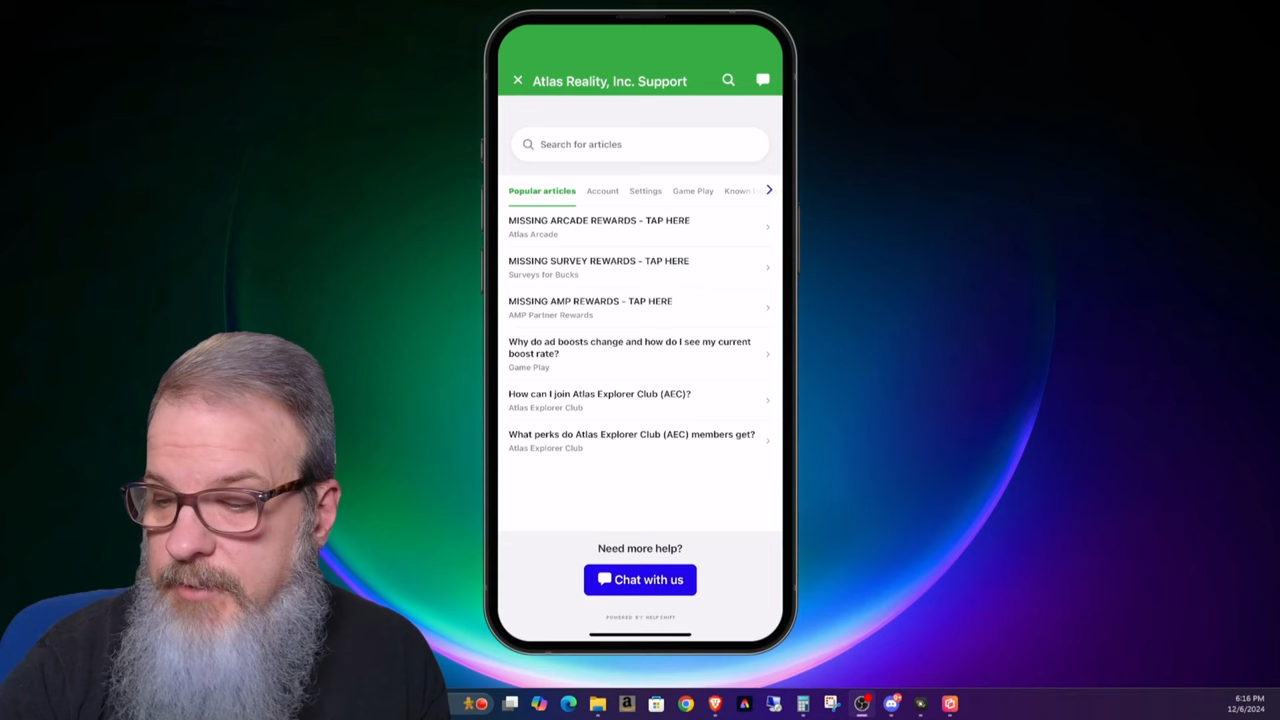 Atlas Reality, Inc. Support
Search for articles
Popular articles Account Settings Game Play Known
MISSING ARCADE REWARDS - TAP HERE
Atlas Arcade
MISSING SURVEY REWARDS - TAP HERE
Surveys for Bucks
MISSING AMP REWARDS - TAP HERE
AMP Partner Rewards
Why do ad boosts change and how do I see my current
boost rate?
Game Play
How can I join Atlas Explorer Club (AEC)?
Atlas Explorer Club
What perks do Atlas Explorer Club (AEC) members get?
Atlas Explorer Club
Need more help?
Chat with us
POWERED BY HELPSHIFT
6:16 PM
12/6/2024